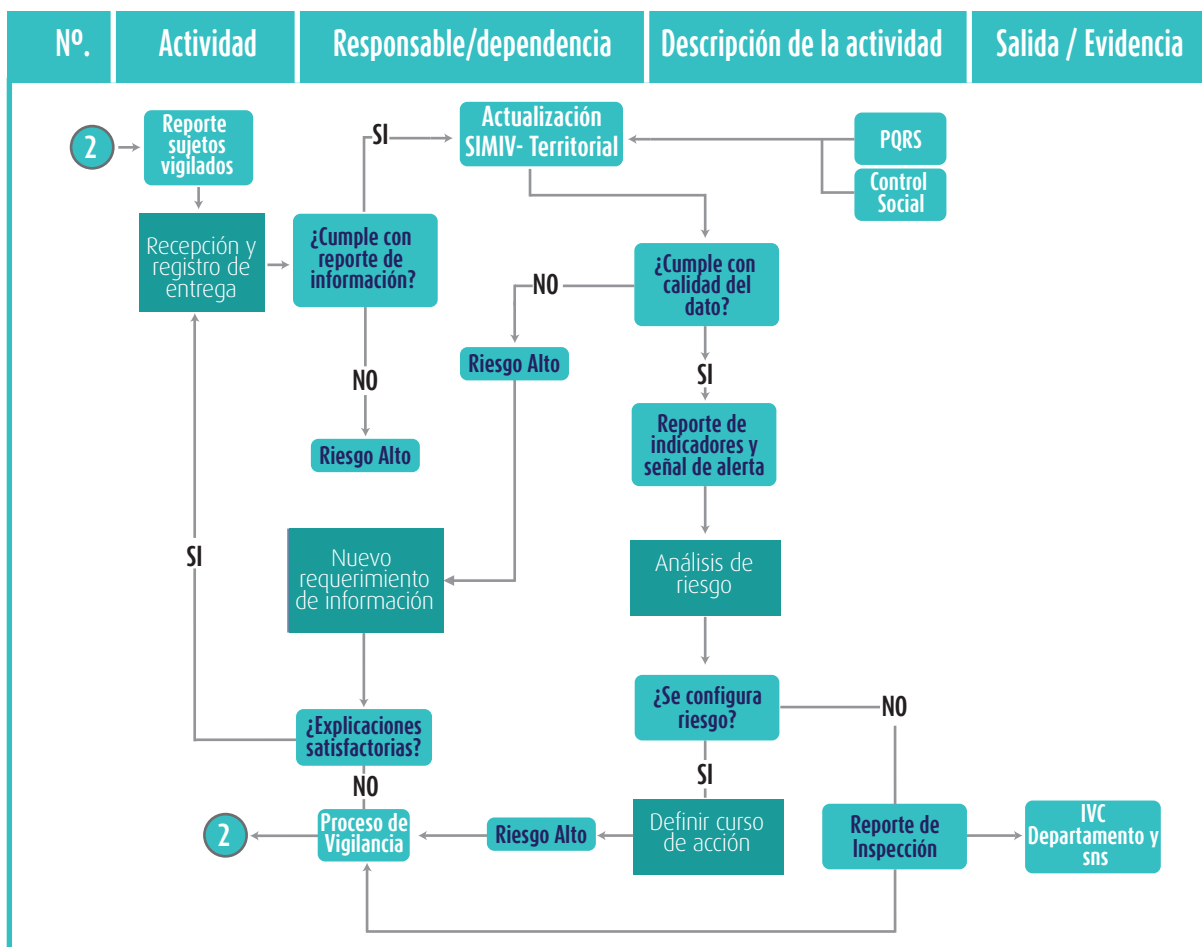 Nº.
Actividad
Responsable/dependencia
Descripción de la actividad
Salida / Evidencia
2
Reporte
sujetos
vigilados
SI
Actualización
SIMIV- Territorial
PQRS
Control
Social
Recepción y
registro de
entrega
¿Cumple con
reporte de
información?
¿Cumple con
calidad del
dato?
NO
Riesgo Alto
NO
Riesgo Alto
SI
Reporte de
indicadores y
señal de alerta
SI
Nuevo
requerimiento
de información
Análisis de
riesgo
¿Explicaciones
satisfactorias?
¿Se configura
riesgo?
NO
NO
SI
2
Proceso de
Vigilancia
Riesgo Alto
Definir curso
de acción
Reporte de
Inspección
IVC
Departamento y
sns